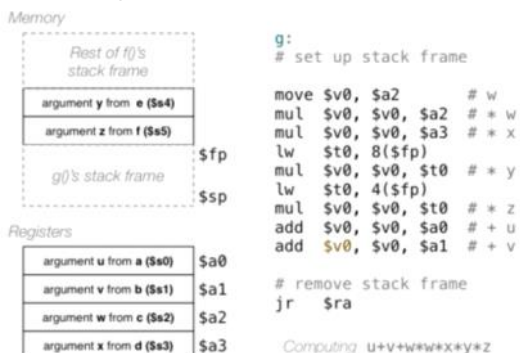 Memory
Rest of f()'s
stack frame
argument y from e ($s4)
argument z from f ($s5)
$fp
g()'s stack frame
$sp
Registers
argument u from a ($s0) $a0
argument v from b ($s1) $a1
argument w from c ($s2) $a2
argument x from d ($s3) $a3
g:
# set up stack frame
move $v0, $a2 # w
mul $v0, $v0, $a2 # * w
mul $v0, $v0, $a3 # * x
lw $t0, 8($fp)
mul $v0, $v0, $t0 # * y
lw $t0, 4($fp)
mul $v0, $v0, $t0 # * z
add $v0, $v0, $a0 # + u
add $v0, $v0, $a1 # + v
# remove stack frame
jr $ra
Computing u+v+w*w*x*y*z